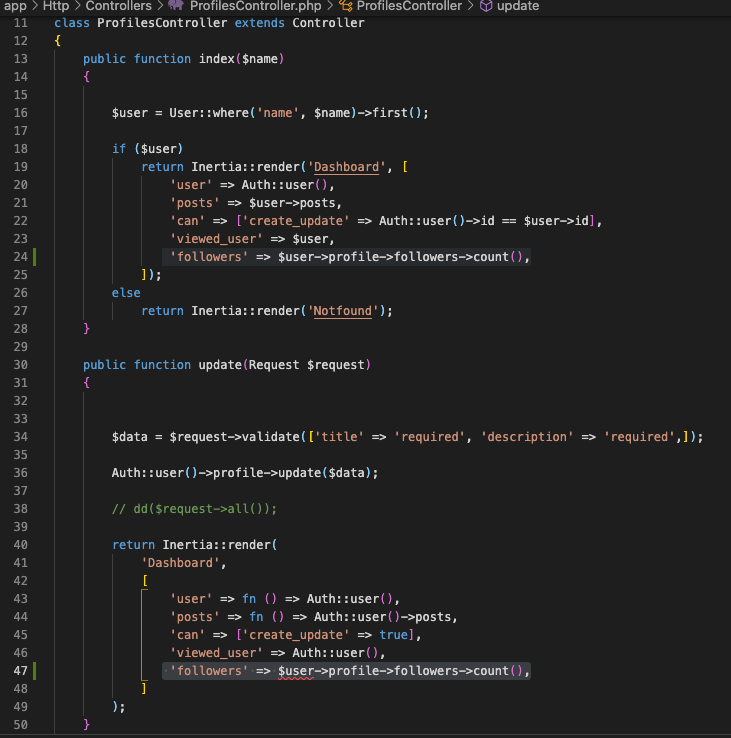 app > Http > Controllers > ProfilesController.php > ProfilesController > update
11 class ProfilesController extends Controller
12 {
13     public function index($name)
14     {
15
16         $user = User::where('name', $name)->first();
17
18         if ($user)
19             return Inertia::render('Dashboard', [
20                 'user' => Auth::user(),
21                 'posts' => $user->posts,
22                 'can' => ['create_update' => Auth::user()->id == $user->id],
23                 'viewed_user' => $user,
24                 'followers' => $user->profile->followers->count(),
25             ]);
26         else
27             return Inertia::render('Notfound');
28     }
29
30     public function update(Request $request)
31     {
32
33
34         $data = $request->validate(['title' => 'required', 'description' => 'required',]);
35
36         Auth::user()->profile->update($data);
37
38         // dd($request->all());
39
40         return Inertia::render(
41             'Dashboard',
42             [
43                 'user' => fn () => Auth::user(),
44                 'posts' => fn () => Auth::user()->posts,
45                 'can' => ['create_update' => true],
46                 'viewed_user' => Auth::user(),
47                 'followers' => $user->profile->followers->count(),
48             ]
49         );
50     }